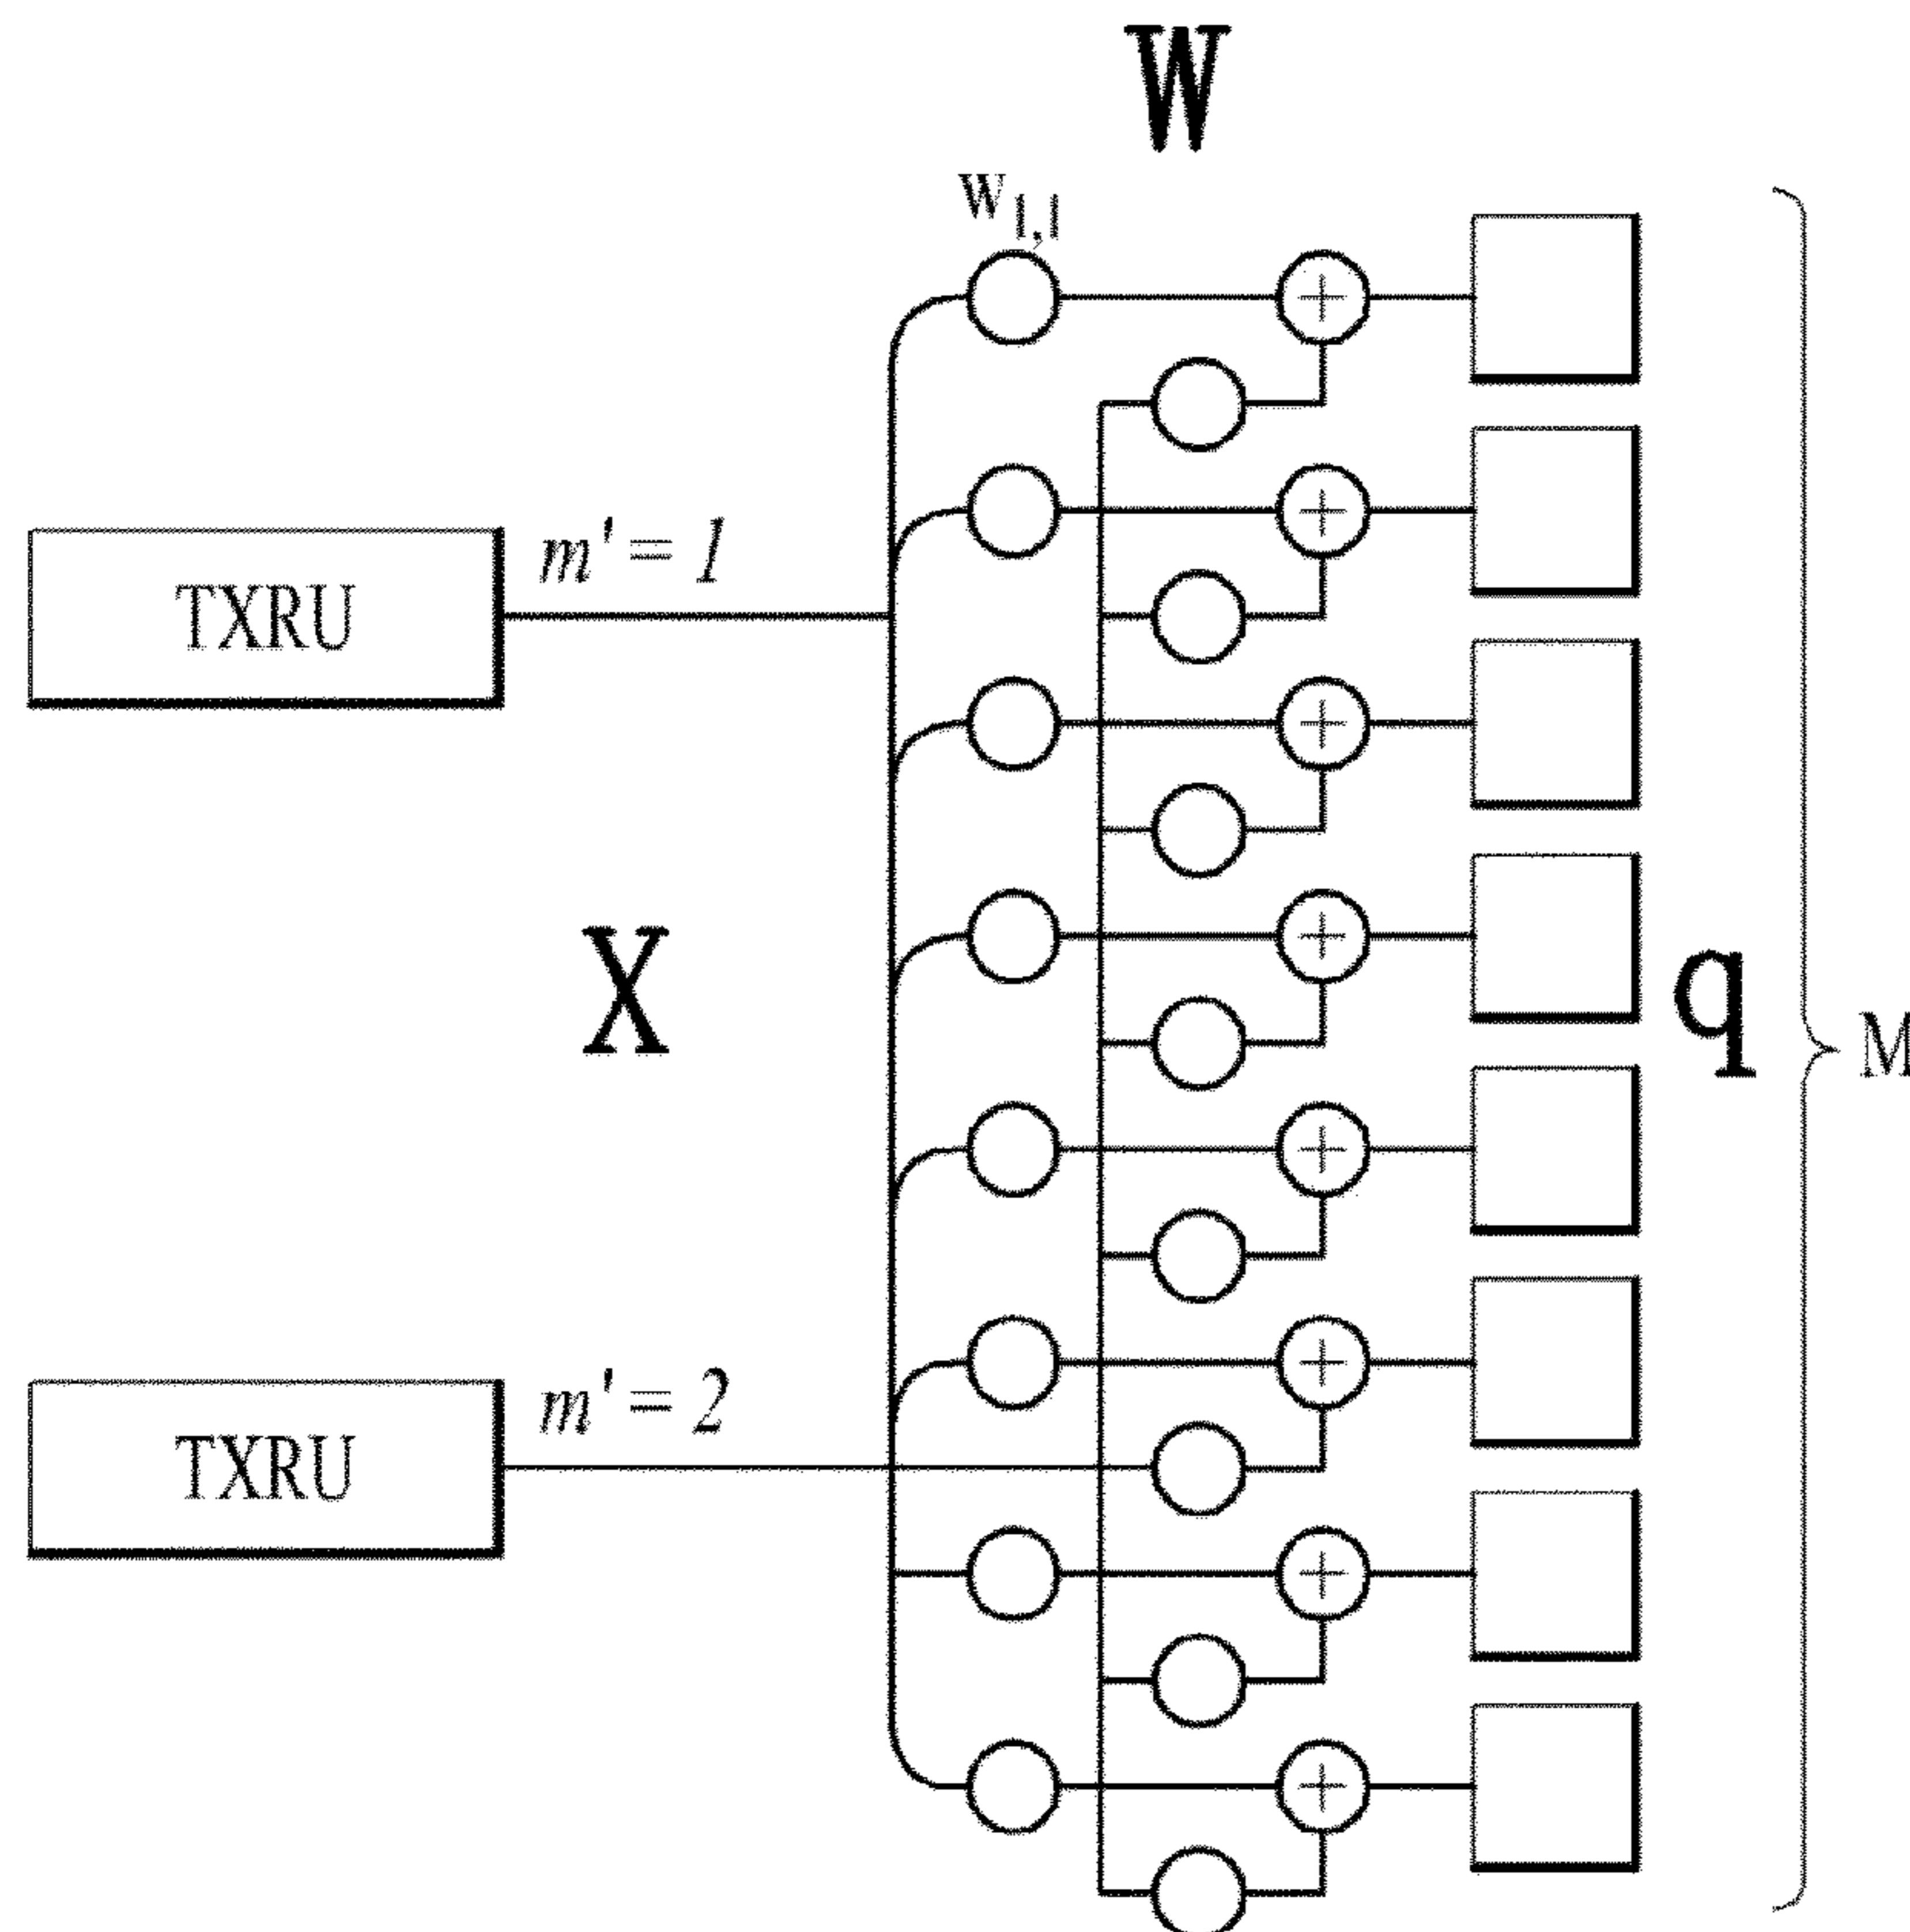 W
w1,1
m' = 1
TXRU
X
q
M
m' = 2
TXRU